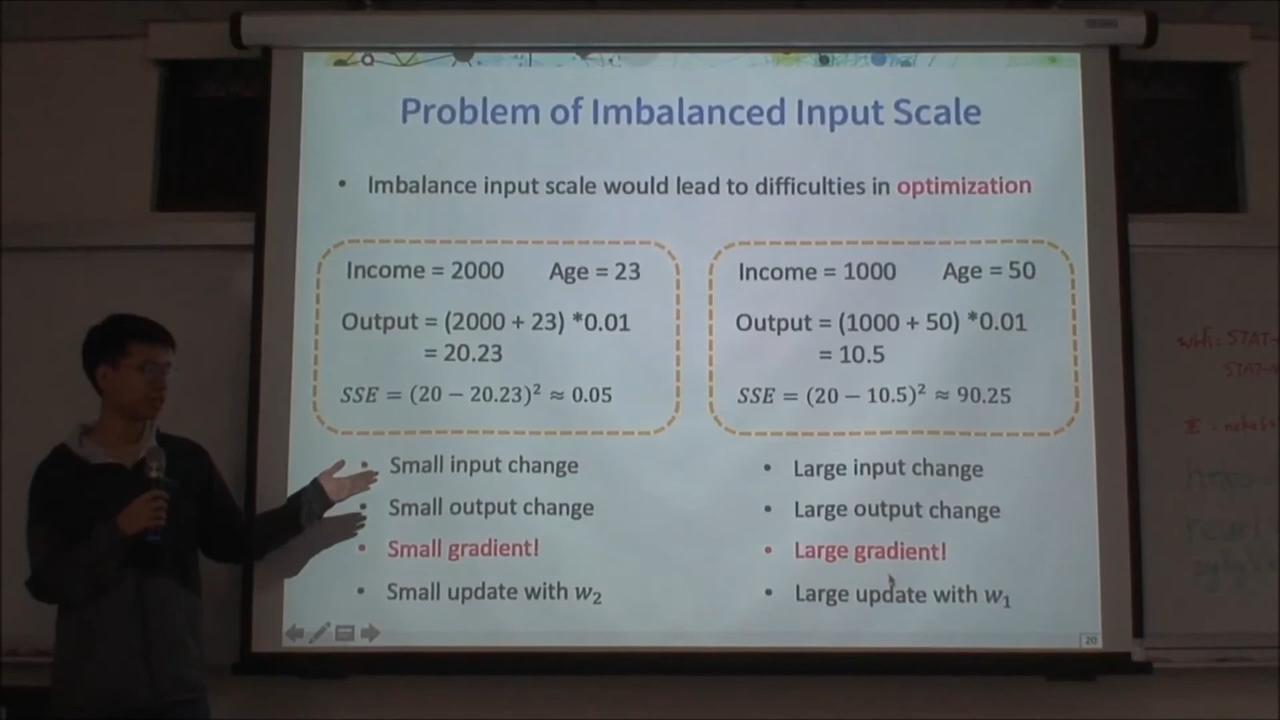 Problem of Imbalanced Input Scale
• Imbalance input scale would lead to difficulties in optimization
Income = 2000 Age = 23
Output = (2000 + 23) *0.01
= 20.23
SSE = (20 − 20.23)² ≈ 0.05
Income = 1000 Age = 50
Output = (1000 + 50) *0.01
= 10.5
SSE = (20 − 10.5)² ≈ 90.25
• Small input change
• Small output change
• Small gradient!
• Small update with w₂
• Large input change
• Large output change
• Large gradient!
• Large update with w₁
20
STAT-
STAT-